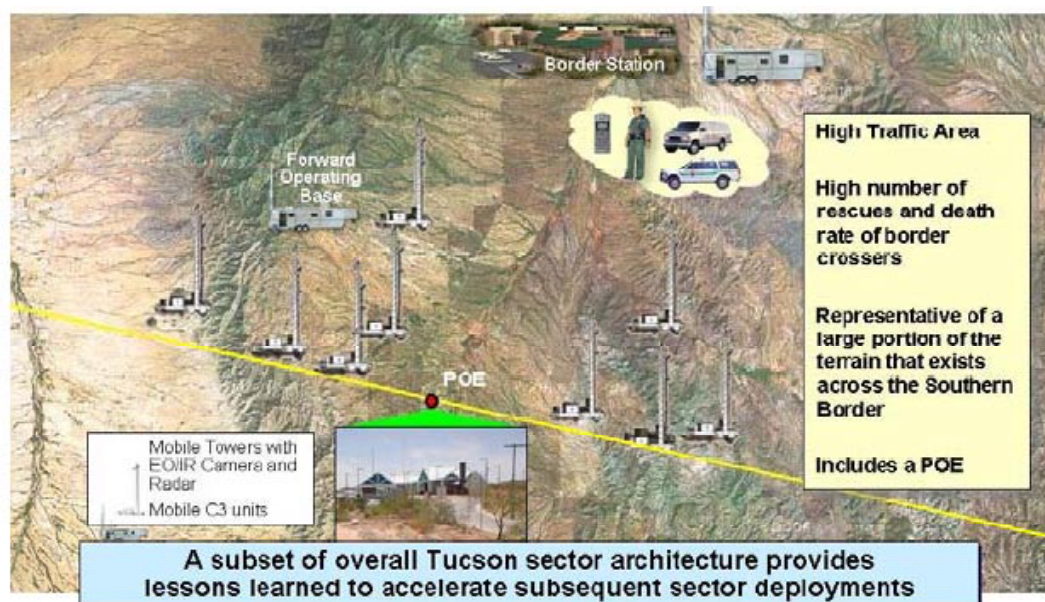 Border Station
Forward
Operating
Base
POE
High Traffic Area
High number of
rescues and death
rate of border
crossers
Representative of a
large portion of the
terrain that exists
across the Southern
Border
Includes a POE
Mobile Towers with
EO/IR Camera and
Radar
Mobile C3 units
A subset of overall Tucson sector architecture provides
lessons learned to accelerate subsequent sector deployments